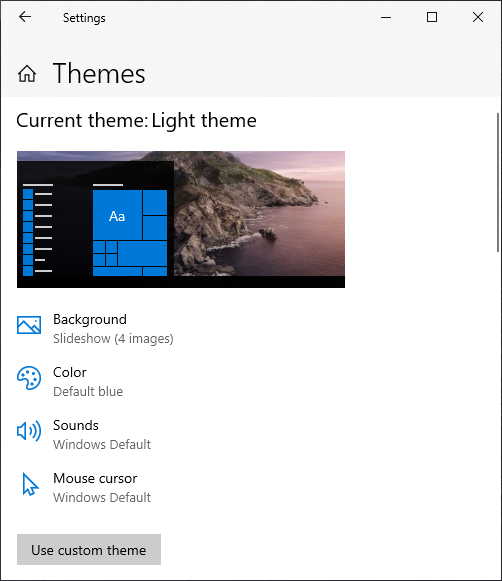 Settings
Themes
Current theme: Light theme
Aa
Background
Slideshow (4 images)
Color
Default blue
Sounds
Windows Default
Mouse cursor
Windows Default
Use custom theme